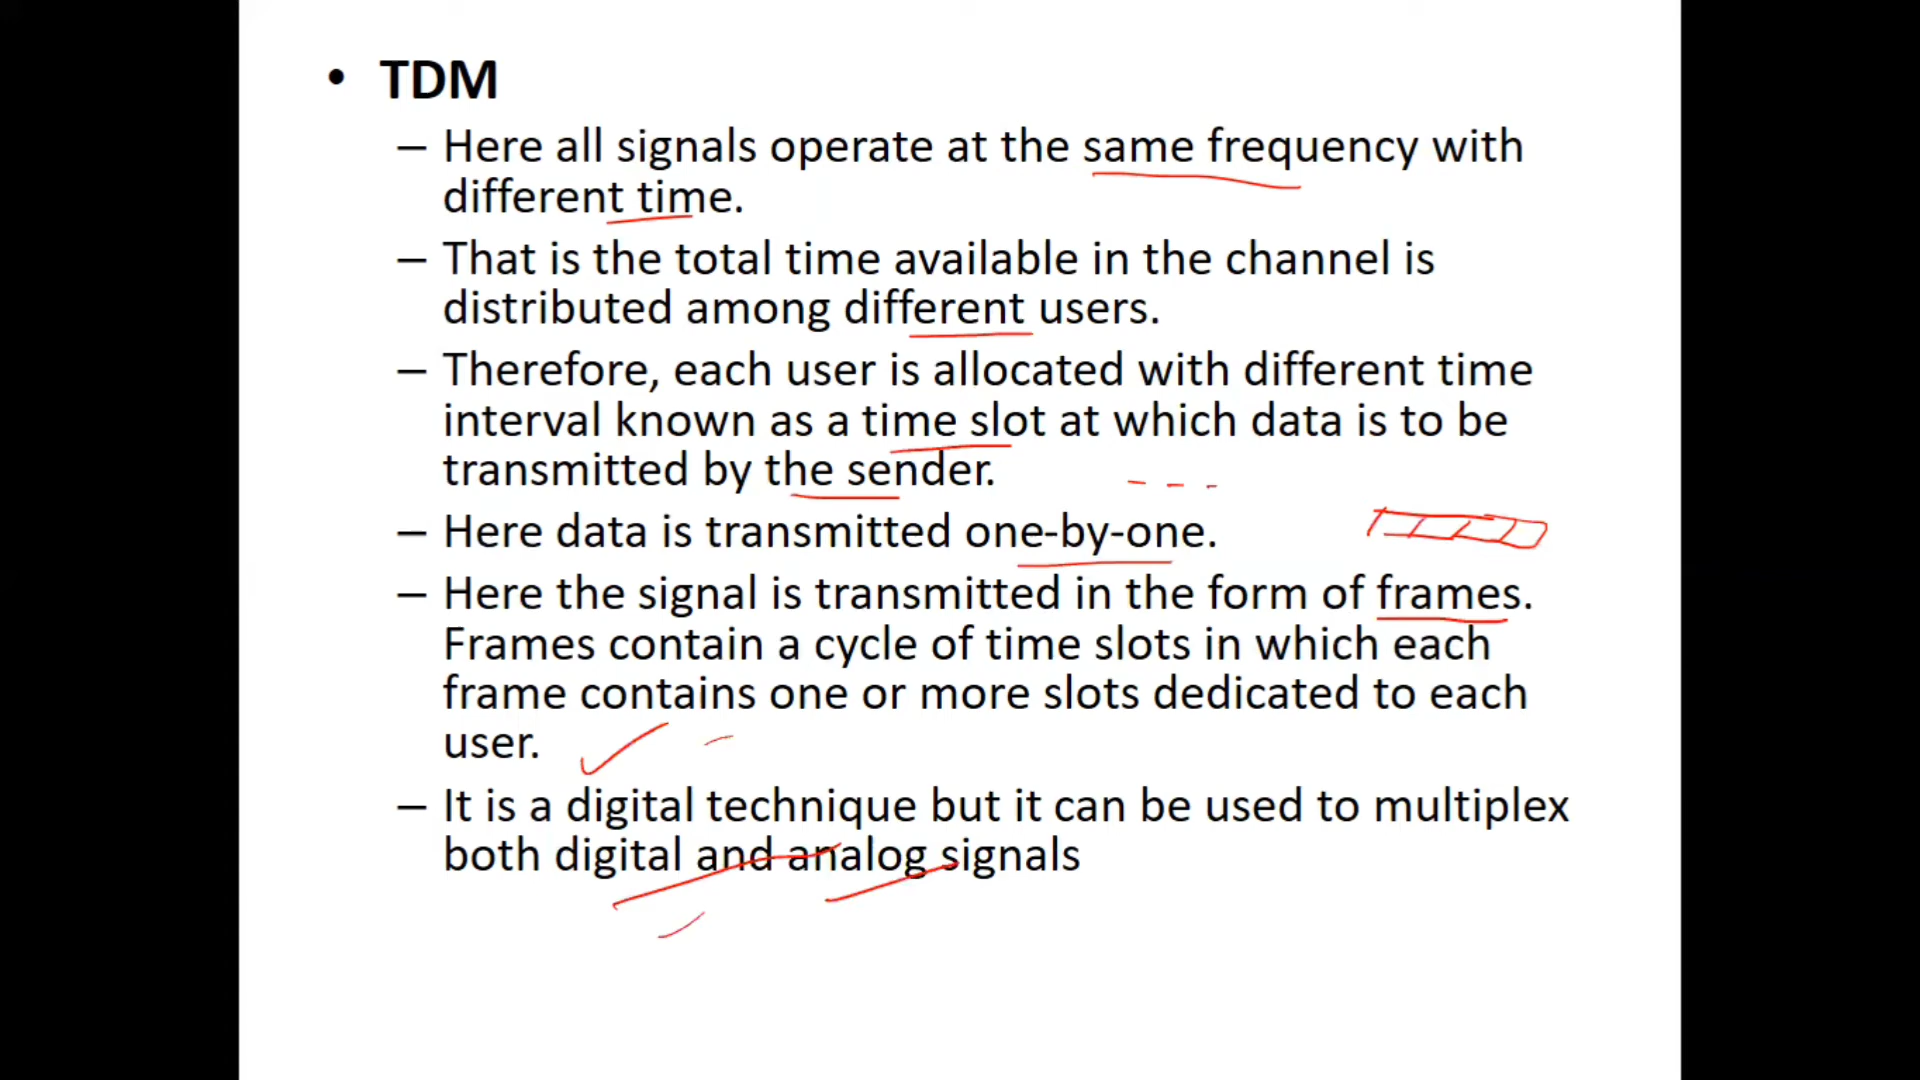 • TDM
– Here all signals operate at the same frequency with
different time.
– That is the total time available in the channel is
distributed among different users.
– Therefore, each user is allocated with different time
interval known as a time slot at which data is to be
transmitted by the sender.
– Here data is transmitted one-by-one.
– Here the signal is transmitted in the form of frames.
Frames contain a cycle of time slots in which each
frame contains one or more slots dedicated to each
user.
– It is a digital technique but it can be used to multiplex
both digital and analog signals